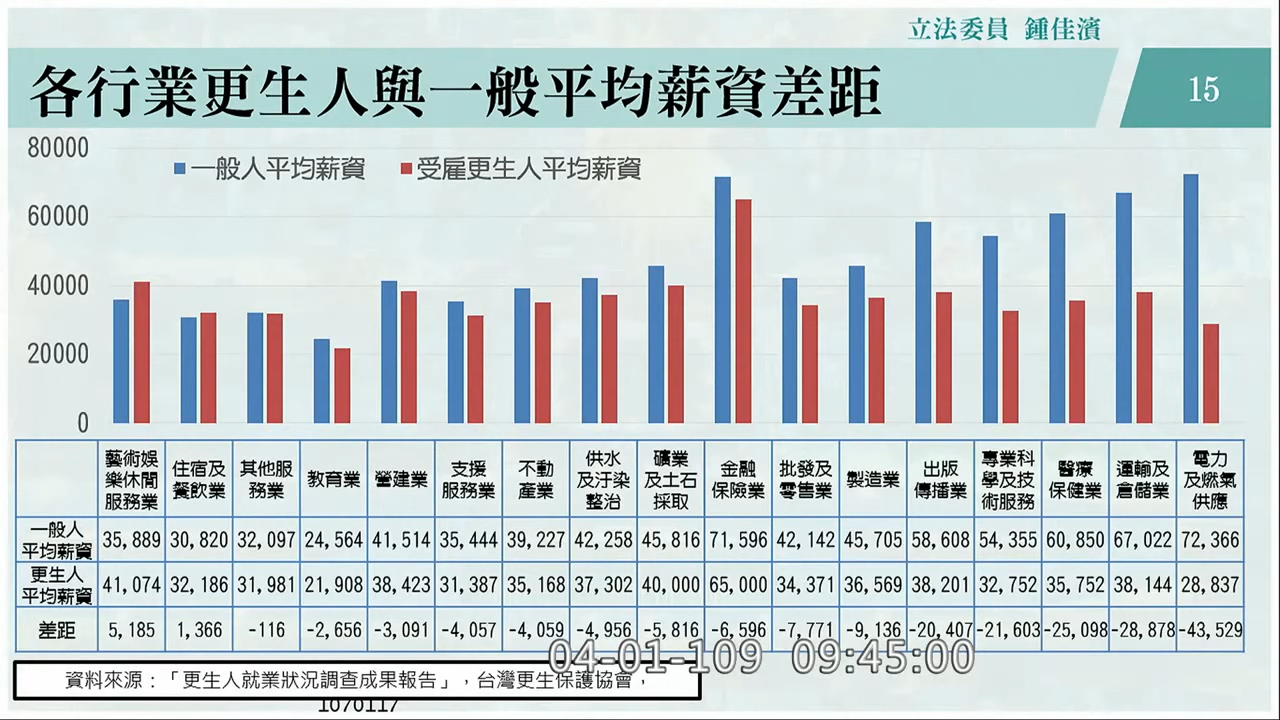 立法委員 鍾佳濱
各行業更生人與一般平均薪資差距
15
80000
60000
40000
20000
0
一般人平均薪資 受雇更生人平均薪資
藝術娛樂休閒服務業 住宿及餐飲業 其他服務業 教育業 營建業 支援服務業 不動產業 供水及汙染整治 礦業及土石採取 金融保險業 批發及零售業 製造業 出版傳播業 專業科學及技術服務 醫療保健業 運輸及倉儲業 電力及燃氣供應
一般人平均薪資 35,889 30,820 32,097 24,564 41,514 35,444 39,227 42,258 45,816 71,596 42,142 45,705 58,608 54,355 60,850 67,022 72,366
更生人平均薪資 41,074 32,186 31,981 21,908 38,423 31,387 35,168 37,302 40,000 65,000 34,371 36,569 38,201 32,752 35,752 38,144 28,837
差距 5,185 1,366 -116 -2,656 -3,091 -4,057 -4,059 -4,956 -5,816 -6,596 -7,771 -9,136 -20,407 -21,603 -25,098 -28,878 -43,529
04-01-109 09:45:00
資料來源：「更生人就業狀況調查成果報告」，台灣更生保護協會，
1070117